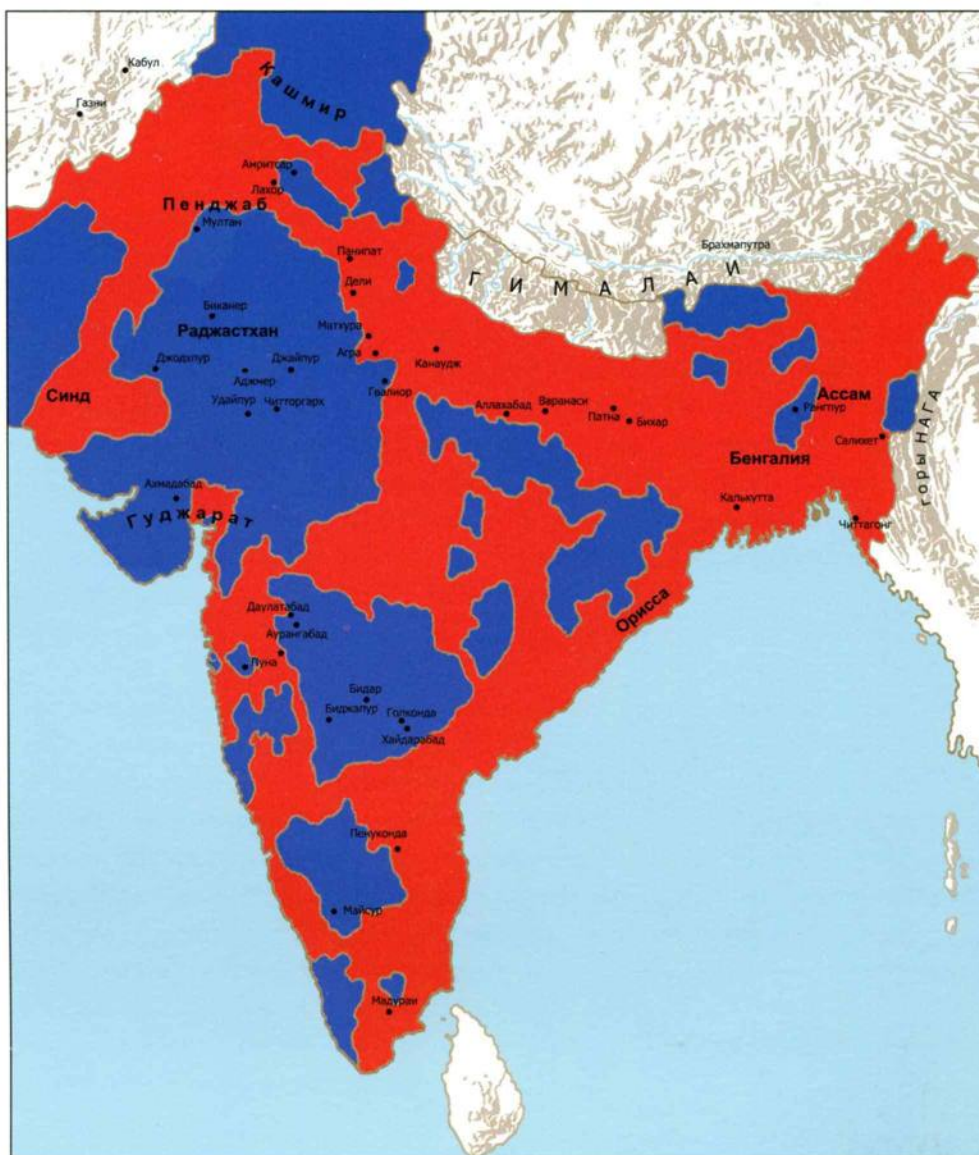 Кабул
Газни
Кашмир
Амритсар
Лахор
Пенджаб
Мултан
Брахмапутра
Панипат
ГИМАЛАИ
Дели
Биканер
Раджастхан
Матхура
Агра
Канаудж
Джодхпур
Джайпур
Аджмер
Гвалиор
Синд
Удайпур
Читторгарх
Аллахабад
Варанаси
Патна
Бихар
Ассам
Рангпур
горы НАГА
Салихет
Бенгалия
Ахмадабад
Гуджарат
Калькутта
Читтагонг
Даулатабад
Аурангабад
Орисса
Пуна
Бидар
Биджапур
Голконда
Хайдарабад
Пенуконда
Майсур
Мадураи